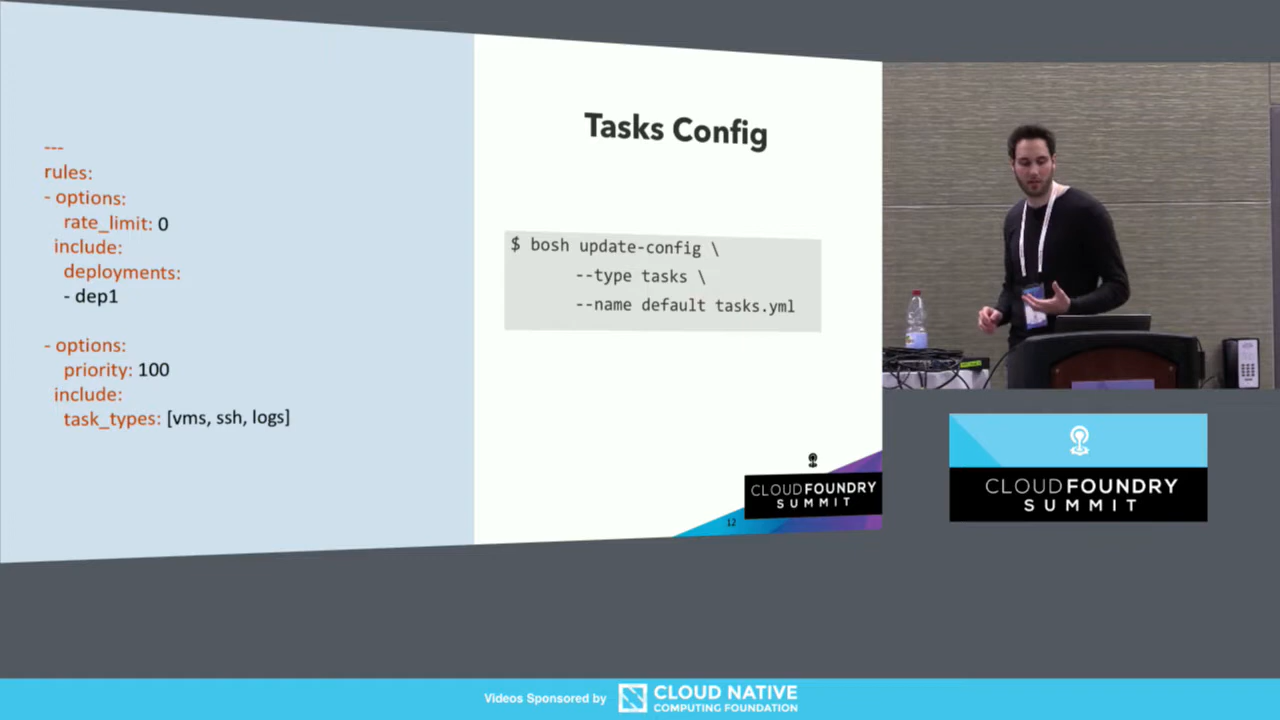 ---
rules:
- options:
rate_limit: 0
include:
deployments:
- dep1
- options:
priority: 100
include:
task_types: [vms, ssh, logs]
Tasks Config
$ bosh update-config \
--type tasks \
--name default tasks.yml
CLOUDFOUNDRY
SUMMIT
12
CLOUDFOUNDRY
SUMMIT
Videos Sponsored by
CLOUD NATIVE
COMPUTING FOUNDATION